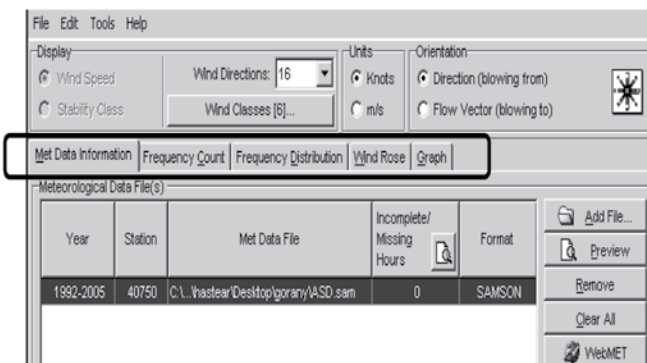 File Edit Tools Help
Display
Units
Orientation
Wind Speed
Wind Directions: 16
Knots
Direction (blowing from)
Stability Class
Wind Classes [6]...
m/s
Flow Vector (blowing to)
Met Data Information Frequency Count Frequency Distribution Wind Rose Graph
Meteorological Data File(s)
Year Station Met Data File Incomplete/
Missing
Hours
Format
1992-2005 40750 C:\...\hastear\Desktop\gorany\ASD.sam 0 SAMSON
Add File...
Preview
Remove
Clear All
WebMET